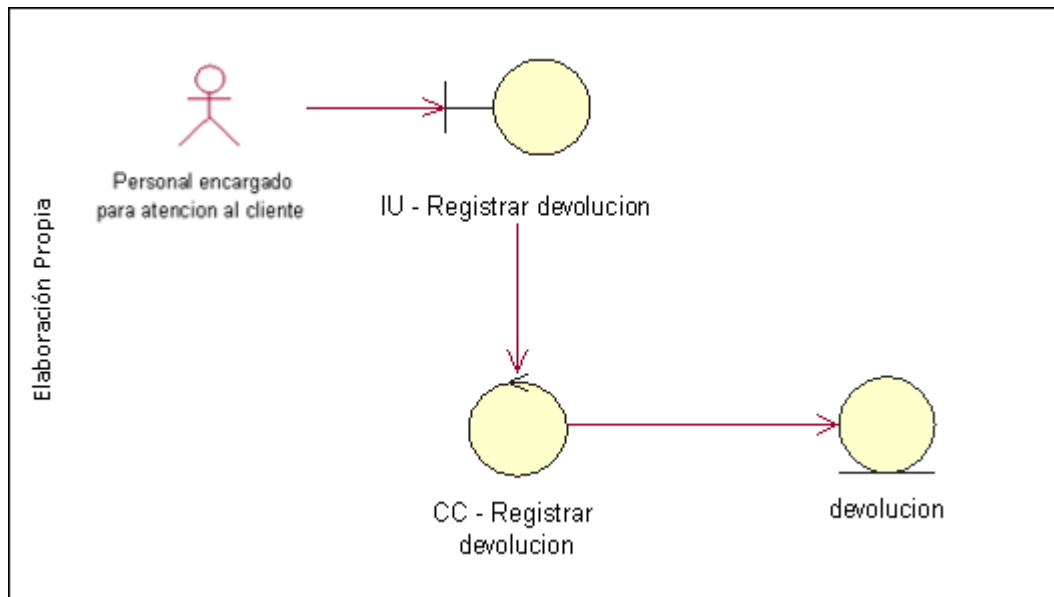 Personal encargado
para atencion al cliente
IU - Registrar devolucion
Elaboración Propia
CC - Registrar
devolucion
devolucion